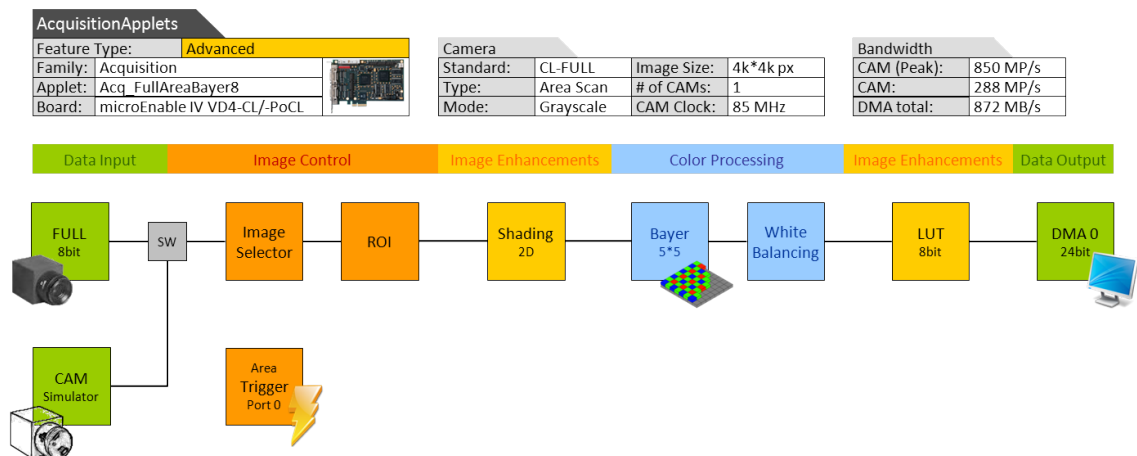 AcquisitionApplets
Feature Type: Advanced
Family: Acquisition
Applet: Acq_FullAreaBayer8
Board: microEnable IV VD4-CL/-PoCL
Camera
Standard: CL-FULL Image Size: 4k*4k px
Type: Area Scan # of CAMs: 1
Mode: Grayscale CAM Clock: 85 MHz
Bandwidth
CAM (Peak): 850 MP/s
CAM: 288 MP/s
DMA total: 872 MB/s
Data Input Image Control Image Enhancements Color Processing Image Enhancements Data Output
FULL
8bit
SW
Image
Selector
ROI
Shading
2D
Bayer
5*5
White
Balancing
LUT
8bit
DMA 0
24bit
CAM
Simulator
Area
Trigger
Port 0